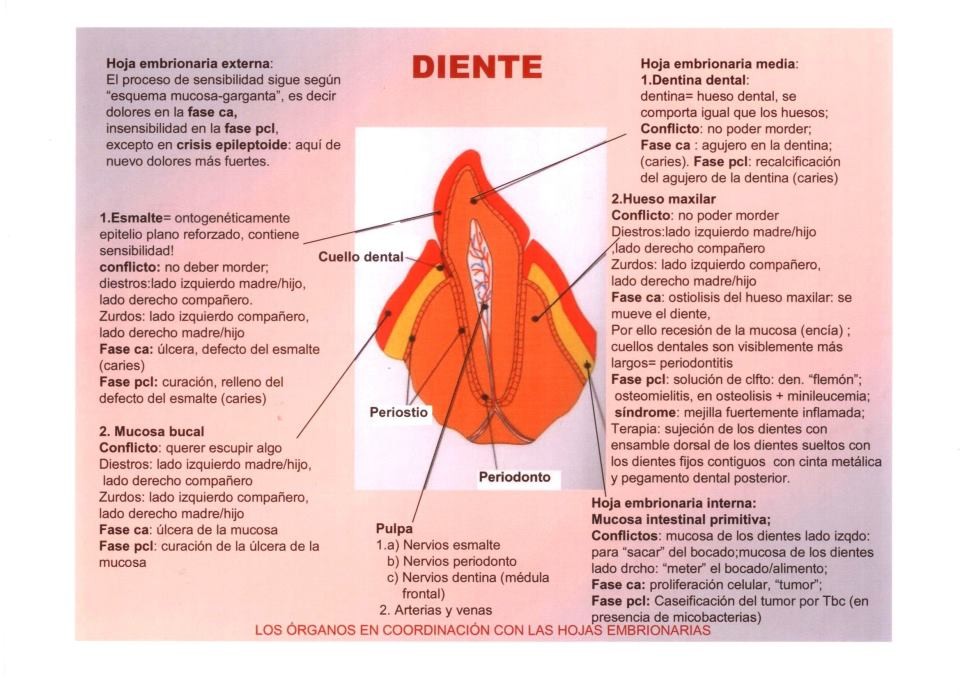 DIENTE
Hoja embrionaria externa:
El proceso de sensibilidad sigue según
“esquema mucosa-garganta”, es decir
dolores en la fase ca,
insensibilidad en la fase pcl,
excepto en crisis epileptoide: aquí de
nuevo dolores más fuertes.
1.Esmalte= ontogenéticamente
epitelio plano reforzado, contiene
sensibilidad!
conflicto: no deber morder;
diestros:lado izquierdo madre/hijo,
lado derecho compañero.
Zurdos: lado izquierdo compañero,
lado derecho madre/hijo
Fase ca: úlcera, defecto del esmalte
(caries)
Fase pcl: curación, relleno del
defecto del esmalte (caries)
2. Mucosa bucal
Conflicto: querer escupir algo
Diestros: lado izquierdo madre/hijo,
lado derecho compañero
Zurdos: lado izquierdo compañero,
lado derecho madre/hijo
Fase ca: úlcera de la mucosa
Fase pcl: curación de la úlcera de la
mucosa
Cuello dental
Periostio
Periodonto
Pulpa
1.a) Nervios esmalte
b) Nervios periodonto
c) Nervios dentina (médula
frontal)
2. Arterias y venas
Hoja embrionaria media:
1.Dentina dental:
dentina= hueso dental, se
comporta igual que los huesos;
Conflicto: no poder morder;
Fase ca : agujero en la dentina;
(caries). Fase pcl: recalcificación
del agujero de la dentina (caries)
2.Hueso maxilar
Conflicto: no poder morder
Diestros:lado izquierdo madre/hijo
,lado derecho compañero
Zurdos: lado izquierdo compañero,
lado derecho madre/hijo
Fase ca: ostiolisis del hueso maxilar: se
mueve el diente,
Por ello recesión de la mucosa (encía) ;
cuellos dentales son visiblemente más
largos= periodontitis
Fase pcl: solución de clfto: den. “flemón”;
osteomielitis, en osteolisis + minileucemia;
síndrome: mejilla fuertemente inflamada;
Terapia: sujeción de los dientes con
ensamble dorsal de los dientes sueltos con
los dientes fijos contiguos con cinta metálica
y pegamento dental posterior.
Hoja embrionaria interna:
Mucosa intestinal primitiva;
Conflictos: mucosa de los dientes lado izqdo:
para “sacar” del bocado;mucosa de los dientes
lado drcho: “meter” el bocado/alimento;
Fase ca: proliferación celular, “tumor”;
Fase pcl: Caseificación del tumor por Tbc (en
presencia de micobacterias)
LOS ÓRGANOS EN COORDINACIÓN CON LAS HOJAS EMBRIONARIAS